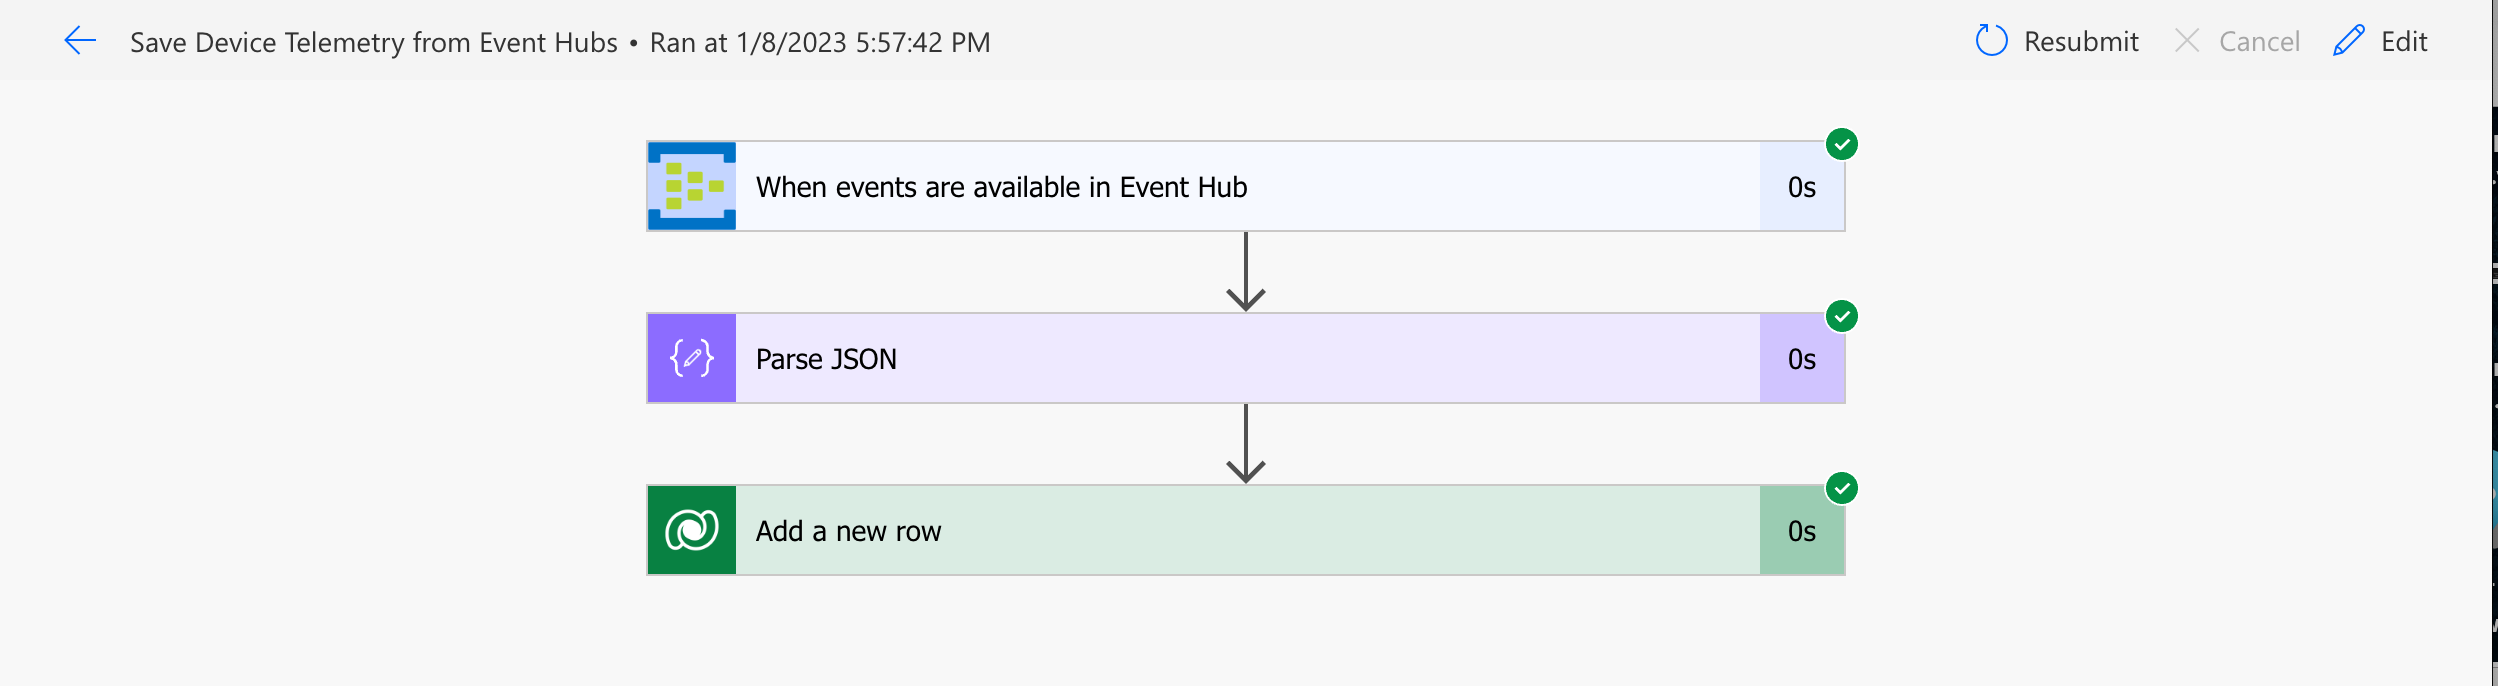 Save Device Telemetry from Event Hubs • Ran at 1/8/2023 5:57:42 PM
Resubmit
Cancel
Edit
When events are available in Event Hub
0s
Parse JSON
0s
Add a new row
0s